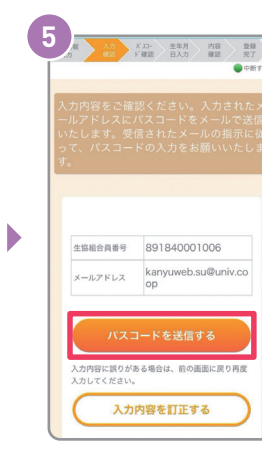 5
入力
確認
パスコー
ド確認
生年月
日入力
内容
確認
登録
完了
中断す
入力内容をご確認ください。入力されたメ
ールアドレスにパスコードをメールで送信
いたします。受信されたメールの指示に従
って、パスコードの入力をお願いいたしま
す。
生協組合員番号 891840001006
メールアドレス kanyuweb.su@univ.co
op
パスコードを送信する
入力内容に誤りがある場合は、前の画面に戻り再度
入力してください。
入力内容を訂正する